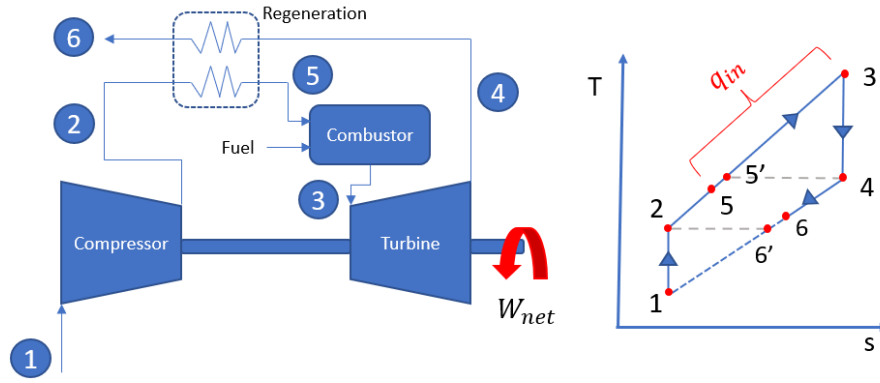 Regeneration
6
5
4
2
Combustor
Fuel
3
Compressor
Turbine
W_net
1
T
q_in
3
5’
4
2
5
6
6’
1
s